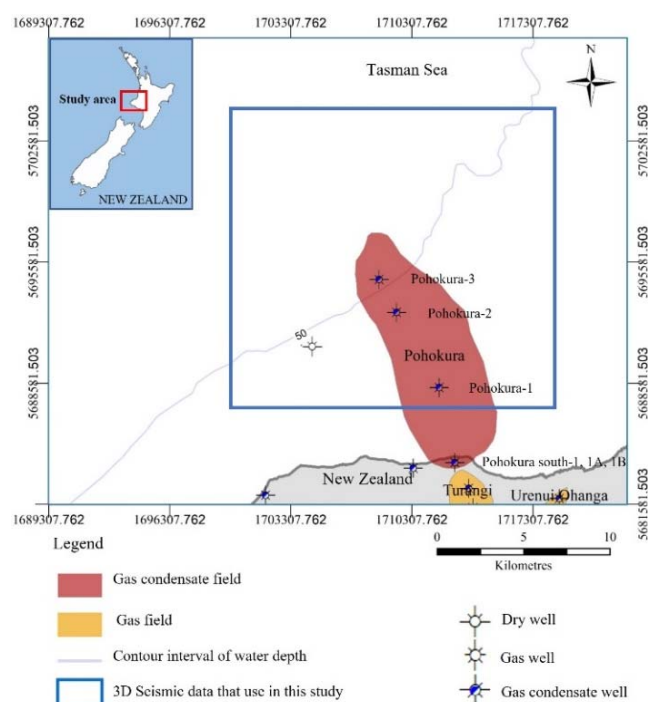 1689307.762 1696307.762 1703307.762 1710307.762 1717307.762
Tasman Sea
N
Study area
NEW ZEALAND
5702581.503
5702581.503
5695581.503
5695581.503
5688581.503
5688581.503
5681581.503
5681581.503
Pohokura-3
Pohokura-2
50
Pohokura
Pohokura-1
Pohokura south-1, 1A, 1B
New Zealand
Turangi
Urenui Ohanga
1689307.762 1696307.762 1703307.762 1710307.762 1717307.762
Legend
0 5 10
Kilometres
Gas condensate field
Gas field
Contour interval of water depth
3D Seismic data that use in this study
Dry well
Gas well
Gas condensate well